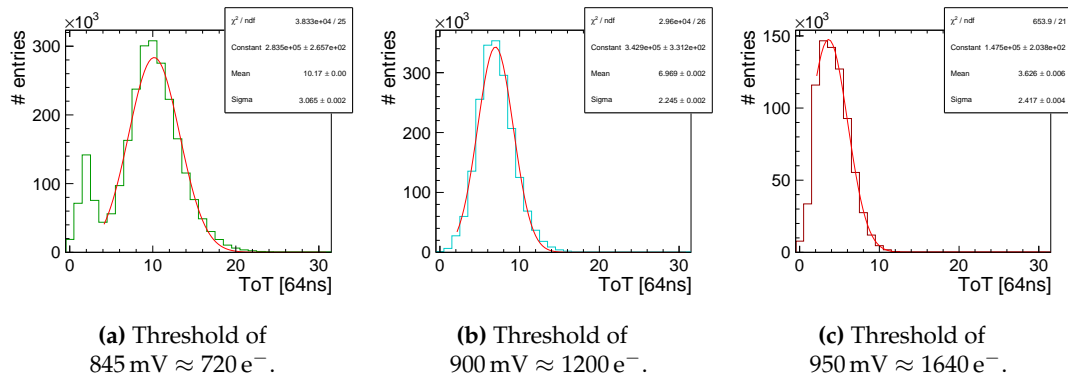 ×10³
# entries
300
200
100
0
0 10 20 30
ToT [64ns]
χ² / ndf 3.833e+04 / 25
Constant 2.835e+05 ± 2.657e+02
Mean 10.17 ± 0.00
Sigma 3.065 ± 0.002
(a) Threshold of
845 mV ≈ 720 e⁻.
×10³
# entries
400
200
0
0 10 20 30
ToT [64ns]
χ² / ndf 2.96e+04 / 26
Constant 3.429e+05 ± 3.312e+02
Mean 6.969 ± 0.002
Sigma 2.245 ± 0.002
(b) Threshold of
900 mV ≈ 1200 e⁻.
×10³
# entries
150
100
50
0
0 10 20 30
ToT [64ns]
χ² / ndf 653.9 / 21
Constant 1.475e+05 ± 2.038e+02
Mean 3.626 ± 0.006
Sigma 2.417 ± 0.004
(c) Threshold of
950 mV ≈ 1640 e⁻.